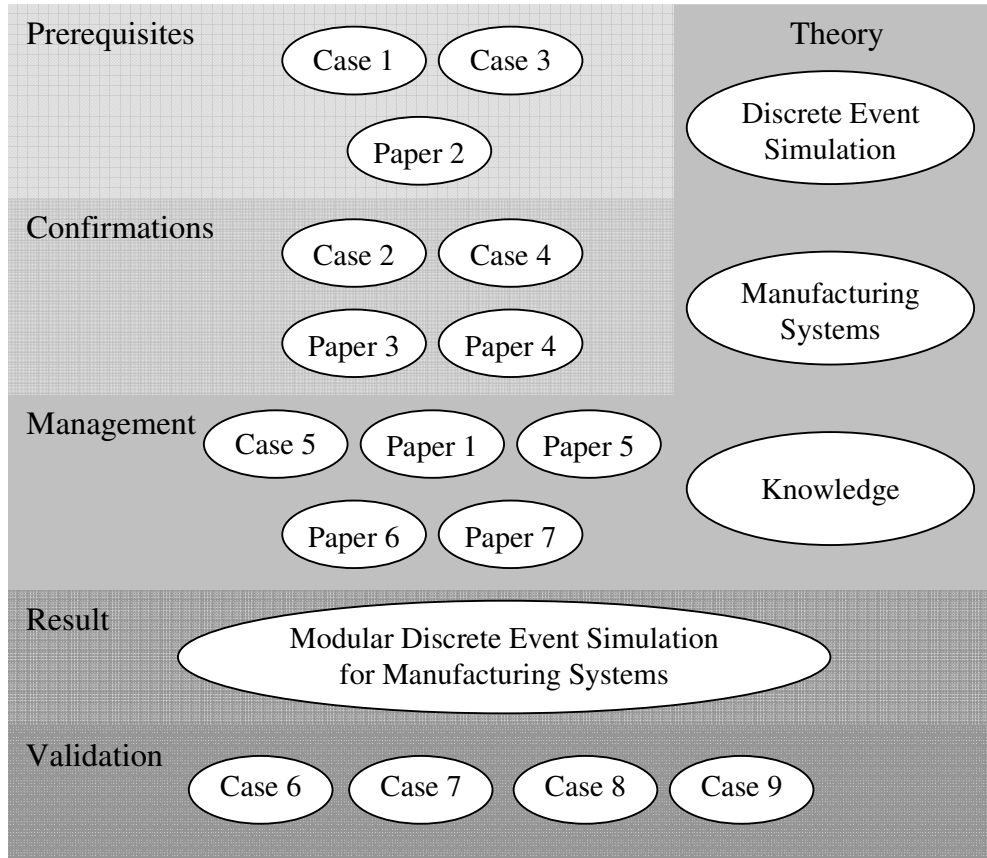 Prerequisites
Case 1
Case 3
Paper 2
Theory
Discrete Event
Simulation
Confirmations
Case 2
Case 4
Paper 3
Paper 4
Manufacturing
Systems
Management
Case 5
Paper 1
Paper 5
Paper 6
Paper 7
Knowledge
Result
Modular Discrete Event Simulation
for Manufacturing Systems
Validation
Case 6
Case 7
Case 8
Case 9